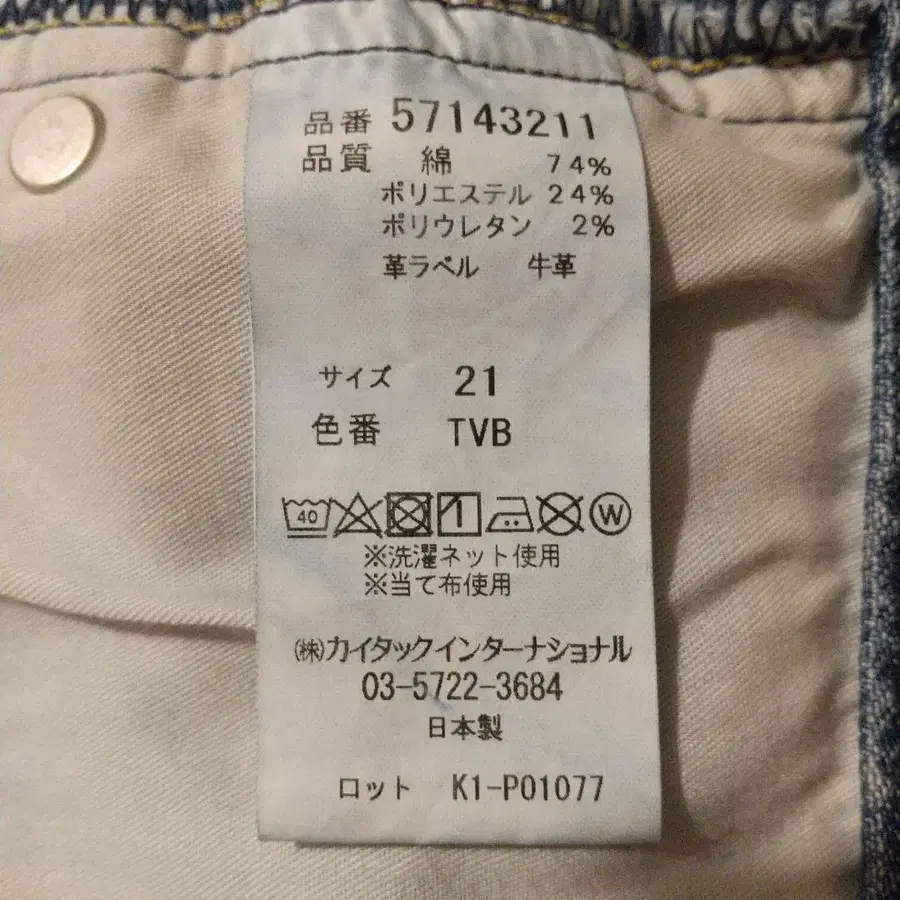 品番 57143211
品質 綿 74%
ポリエステル 24%
ポリウレタン 2%
革ラベル 牛革
サイズ 21
色番 TVB
40 W
※洗濯ネット使用
※当て布使用
㈱カイタックインターナショナル
03-5722-3684
日本製
ロット K1-P01077